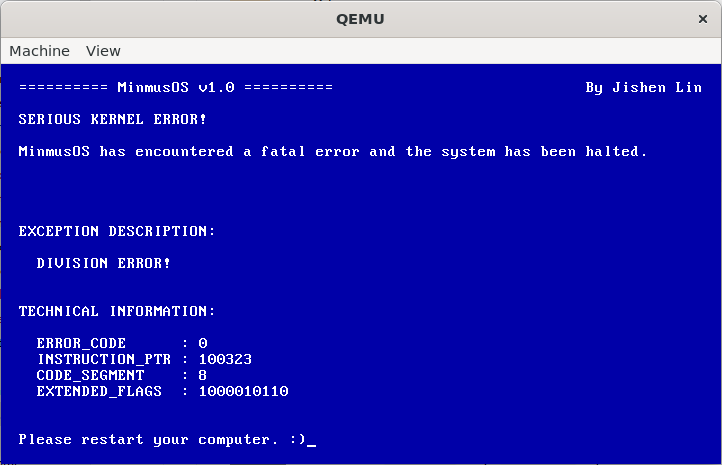 QEMU ×
Machine View
========== MinmusOS v1.0 ========== By Jishen Lin
SERIOUS KERNEL ERROR!
MinmusOS has encountered a fatal error and the system has been halted.
EXCEPTION DESCRIPTION:
DIVISION ERROR!
TECHNICAL INFORMATION:
ERROR_CODE : 0
INSTRUCTION_PTR : 100323
CODE_SEGMENT : 8
EXTENDED_FLAGS : 1000010110
Please restart your computer. :)_